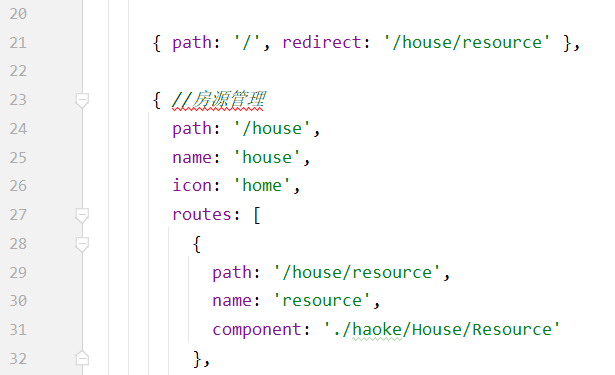 20
21 { path: '/', redirect: '/house/resource' },
22
23 { //房源管理
24 path: '/house',
25 name: 'house',
26 icon: 'home',
27 routes: [
28 {
29 path: '/house/resource',
30 name: 'resource',
31 component: './haoke/House/Resource'
32 },